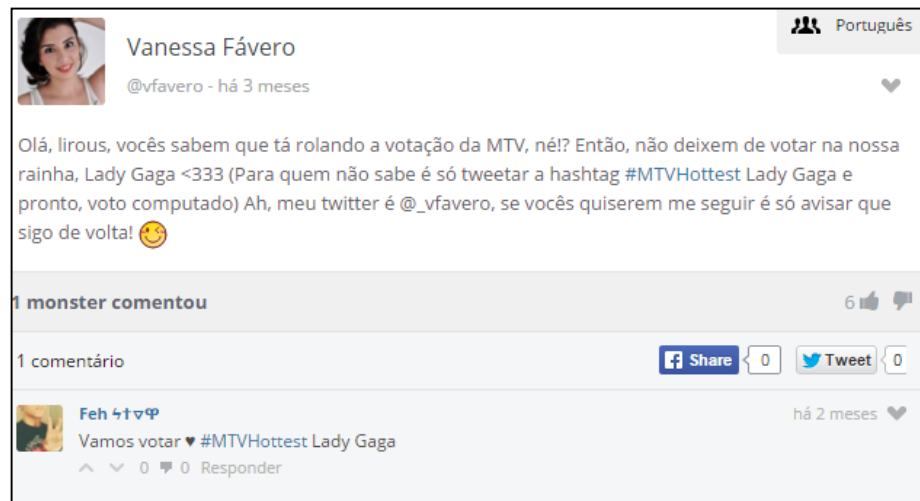 Vanessa Fávero
Português
@vfavero - há 3 meses
Olá, lirous, vocês sabem que tá rolando a votação da MTV, né!? Então, não deixem de votar na nossa
rainha, Lady Gaga <333 (Para quem não sabe é só tweetar a hashtag #MTVHottest Lady Gaga e
pronto, voto computado) Ah, meu twitter é @_vfavero, se vocês quiserem me seguir é só avisar que
sigo de volta!
1 monster comentou
6
1 comentário
Share 0 Tweet 0
Feh ϟ†▽
há 2 meses
Vamos votar ♥ #MTVHottest Lady Gaga
0 0 Responder